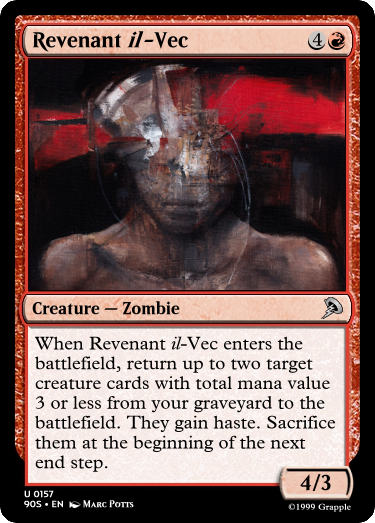 Revenant il-Vec 4
Creature — Zombie
When Revenant il-Vec enters the
battlefield, return up to two target
creature cards with total mana value
3 or less from your graveyard to the
battlefield. They gain haste. Sacrifice
them at the beginning of the next
end step.
4/3
U 0157
90S • EN Marc Potts
©1999 Grapple